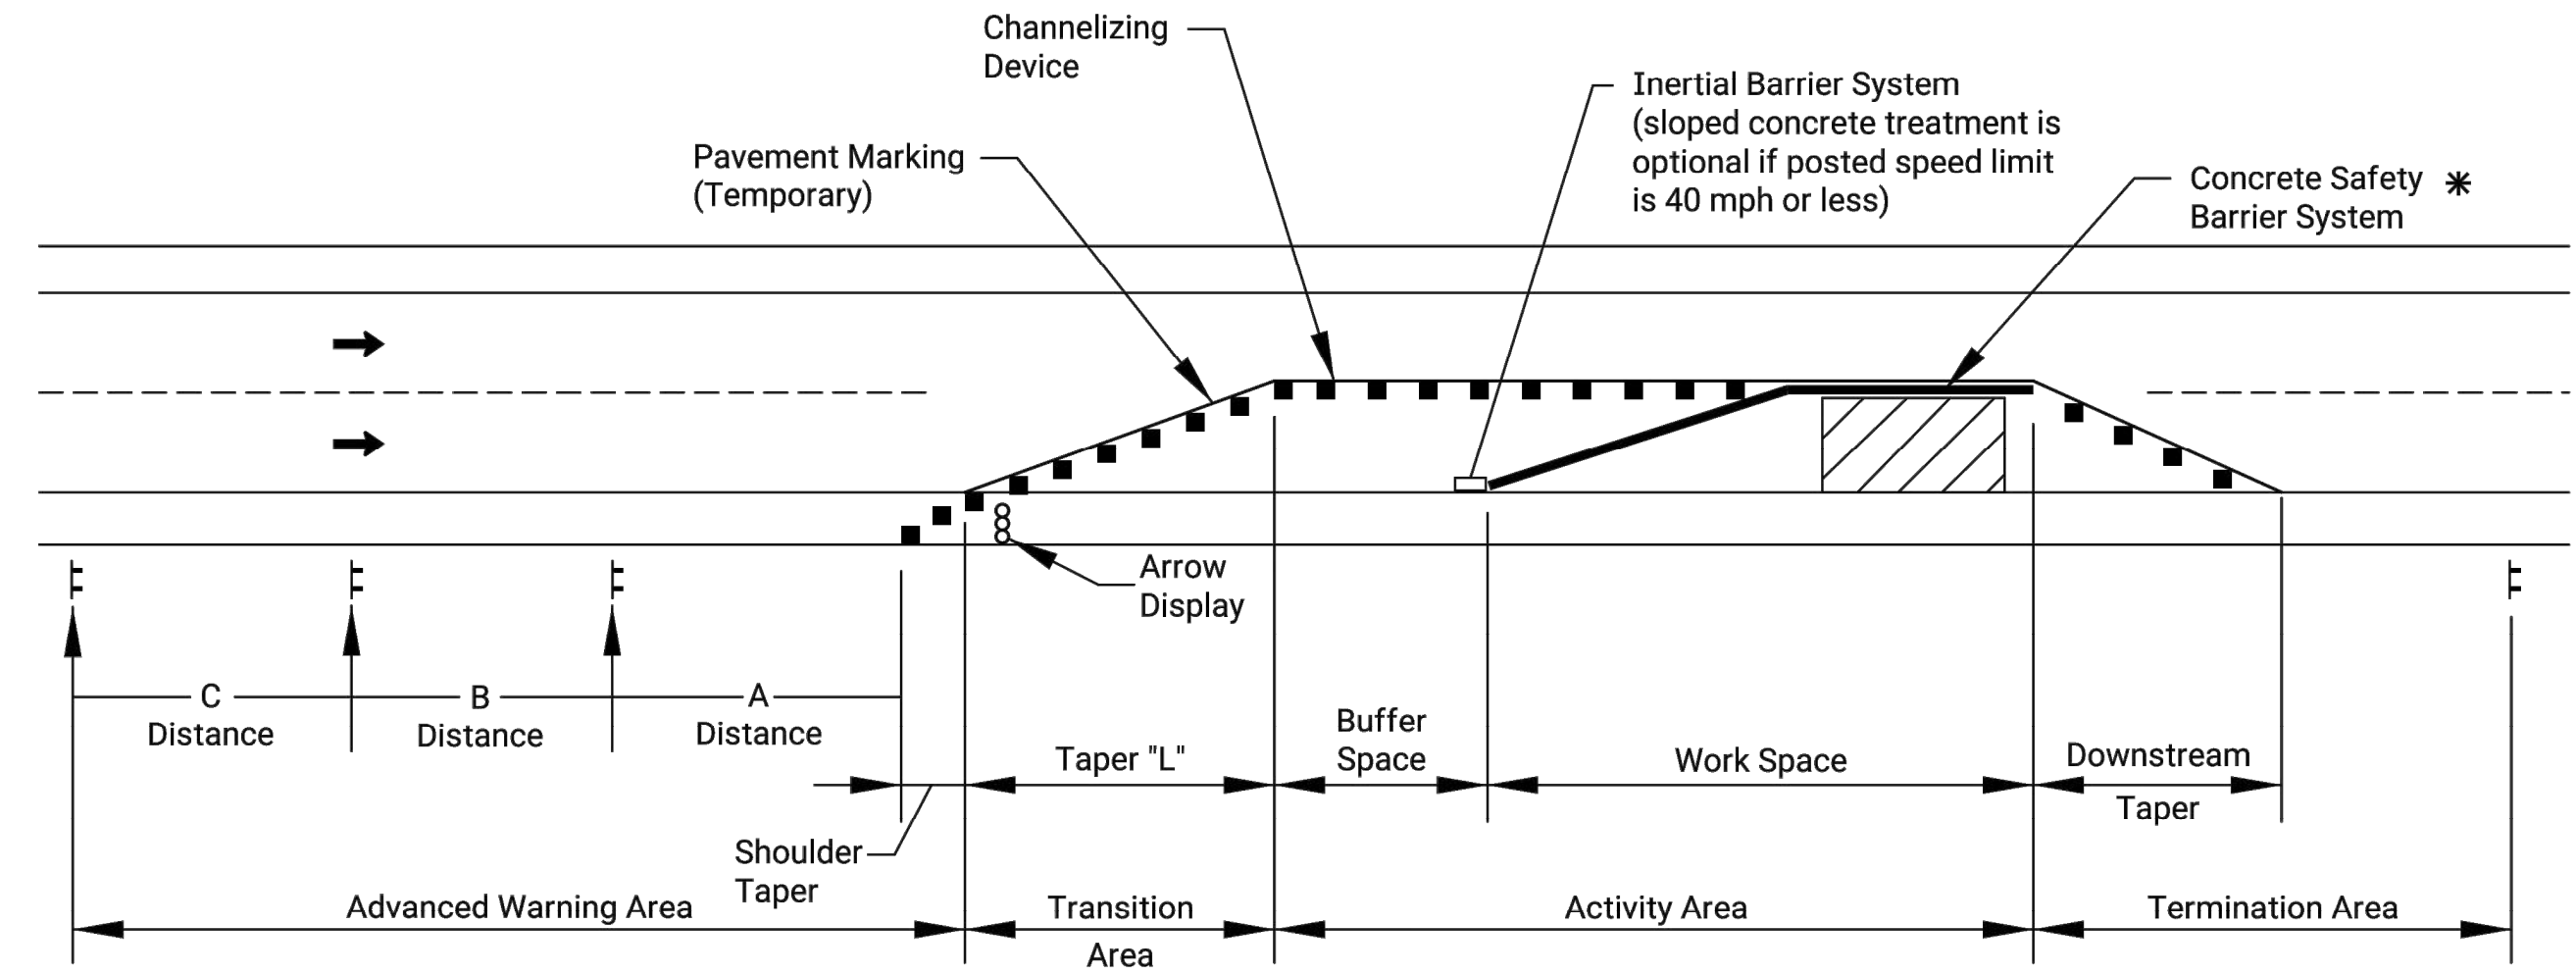 Channelizing
Device
Inertial Barrier System
(sloped concrete treatment is
optional if posted speed limit
is 40 mph or less)
Pavement Marking
(Temporary)
Concrete Safety *
Barrier System
Arrow
Display
C
Distance
B
Distance
A
Distance
Shoulder
Taper
Taper "L"
Buffer
Space
Work Space
Downstream
Taper
Advanced Warning Area
Transition
Area
Activity Area
Termination Area